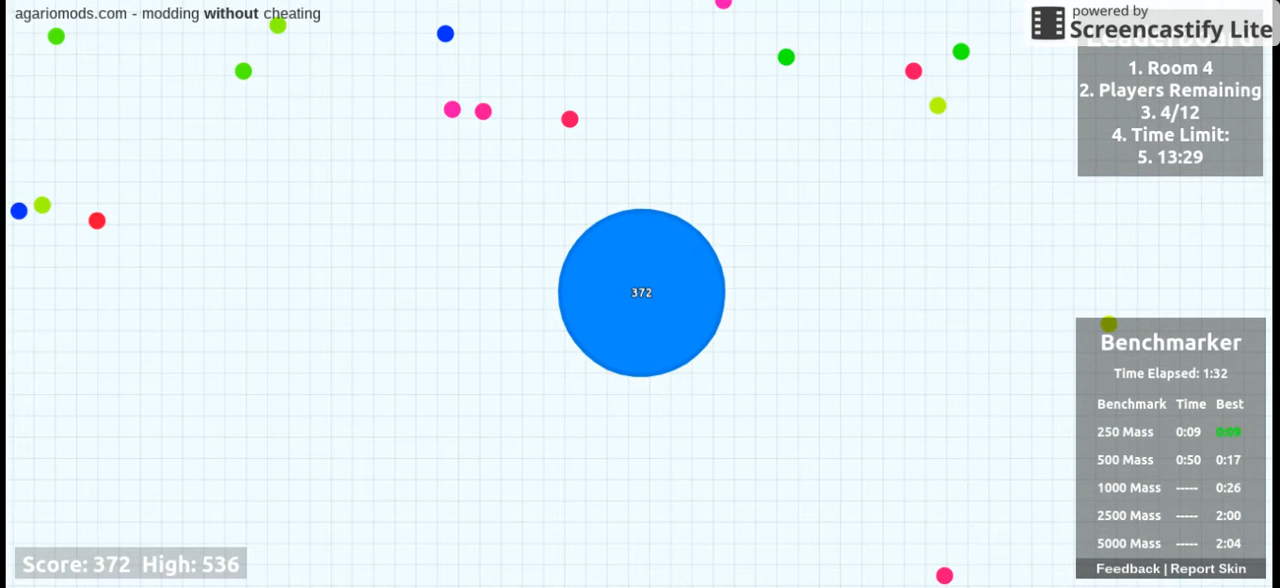 agariomods.com - modding without cheating
powered by
Screencastify Lite
1. Room 4
2. Players Remaining
3. 4/12
4. Time Limit:
5. 13:29
372
Benchmarker
Time Elapsed: 1:32
Benchmark Time Best
250 Mass 0:09 0:09
500 Mass 0:50 0:17
1000 Mass ----- 0:26
2500 Mass ----- 2:00
5000 Mass ----- 2:04
Feedback | Report Skin
Score: 372 High: 536